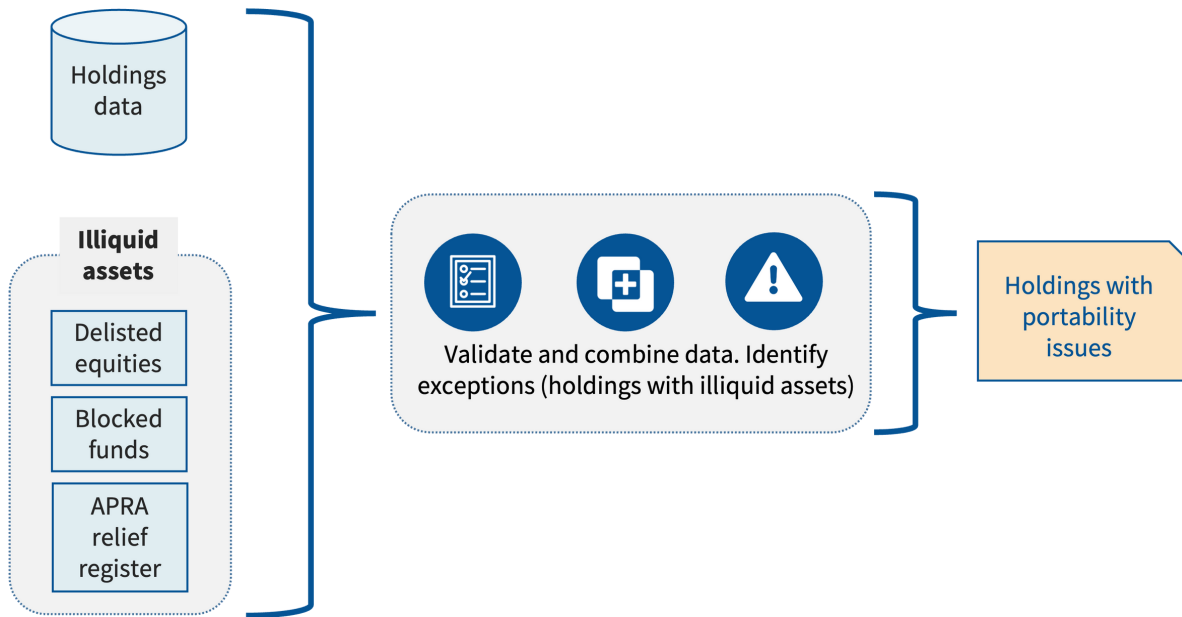 Holdings
data
Illiquid
assets
Delisted
equities
Blocked
funds
APRA
relief
register
Validate and combine data. Identify
exceptions (holdings with illiquid assets)
Holdings with
portability
issues